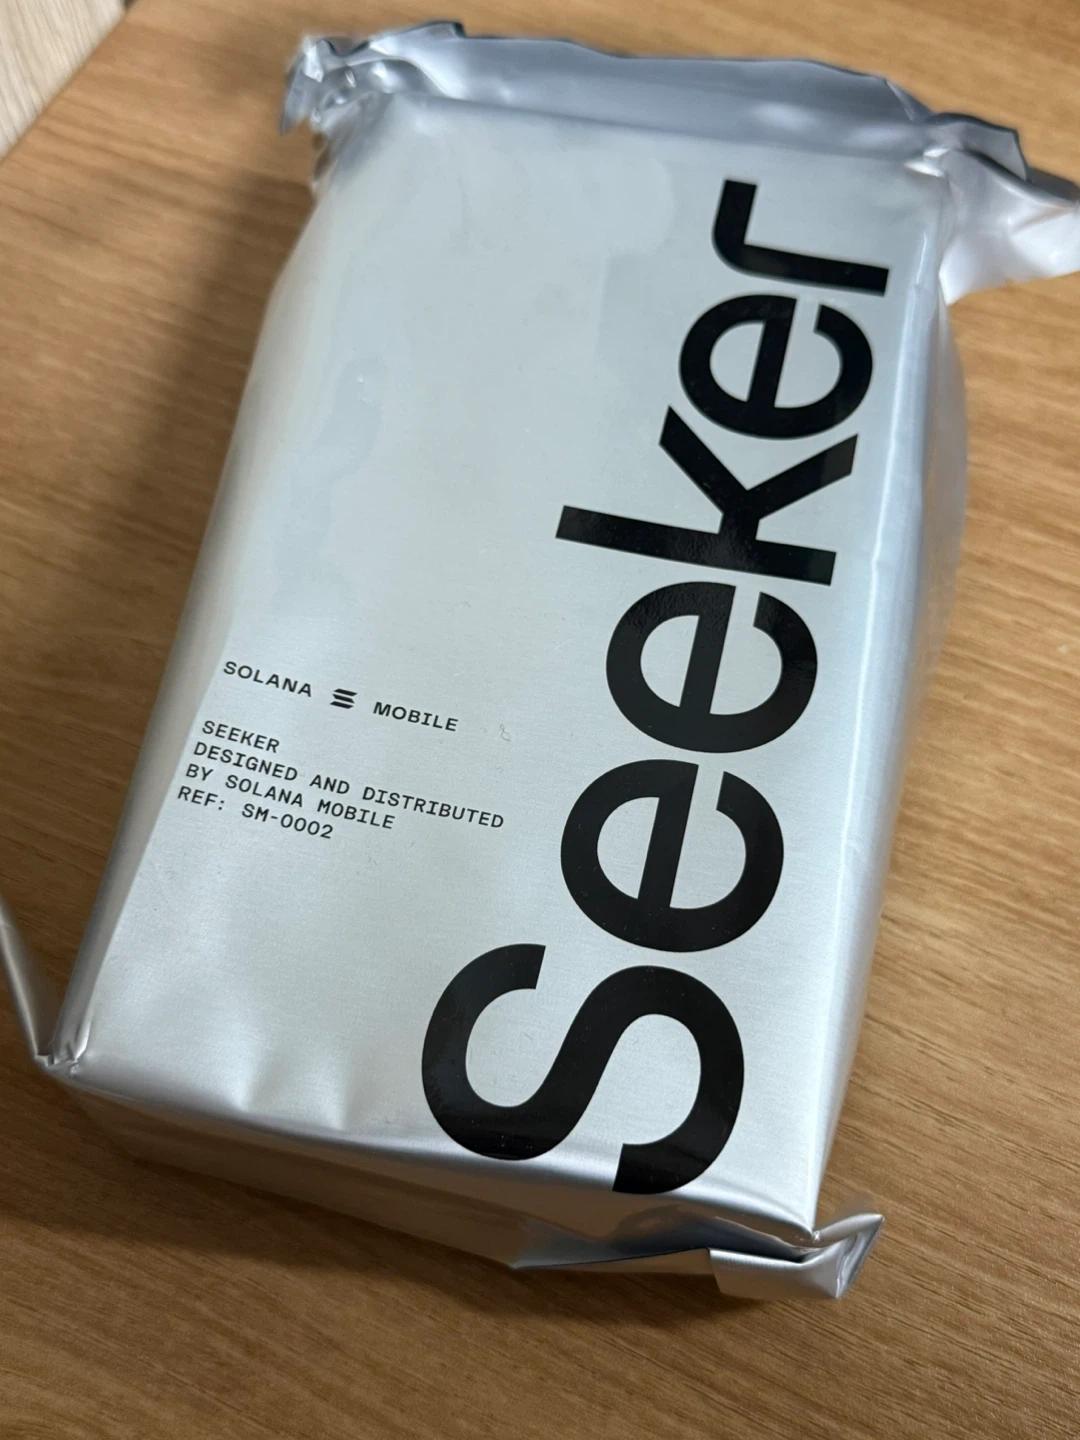 Seeker
SOLANA MOBILE
SEEKER
DESIGNED AND DISTRIBUTED
BY SOLANA MOBILE
REF: SM-0002